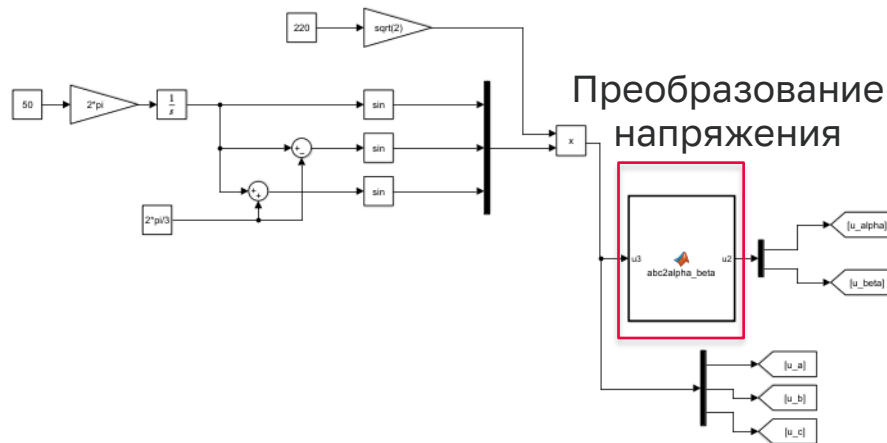 220
sqrt(2)
50
2*pi
1
s
sin
sin
sin
2*pi/3
+
-
+
+
x
Преобразование
напряжения
u3
u2
abc2alpha_beta
[u_alpha]
[u_beta]
[u_a]
[u_b]
[u_c]